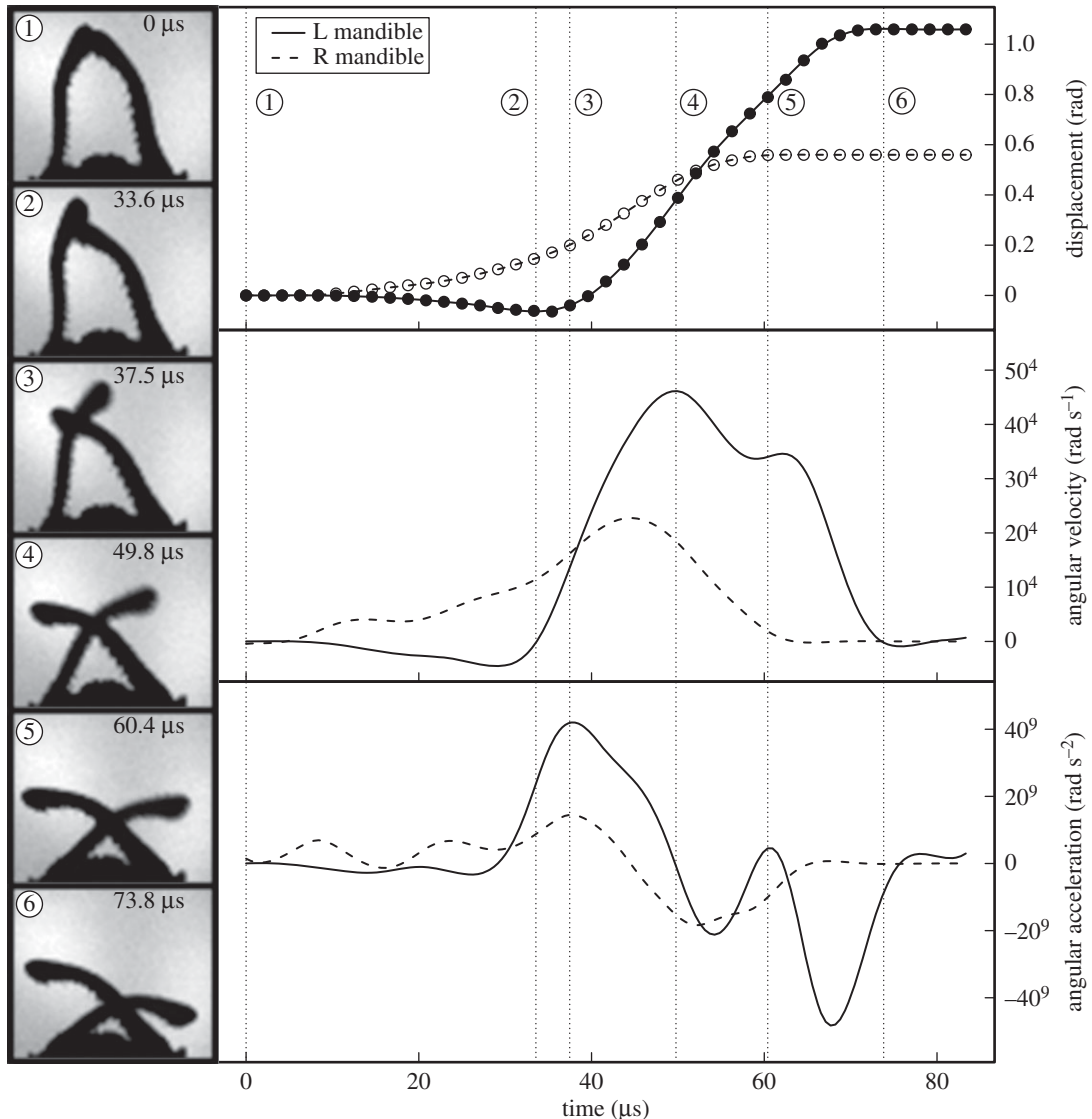 ① 0 μs
② 33.6 μs
③ 37.5 μs
④ 49.8 μs
⑤ 60.4 μs
⑥ 73.8 μs
L mandible
R mandible
① ② ③ ④ ⑤ ⑥
1.0
0.8
0.6
0.4
0.2
0
displacement (rad)
50⁴
40⁴
30⁴
20⁴
10⁴
0
angular velocity (rad s⁻¹)
40⁹
20⁹
0
–20⁹
–40⁹
angular acceleration (rad s⁻²)
0 20 40 60 80
time (μs)